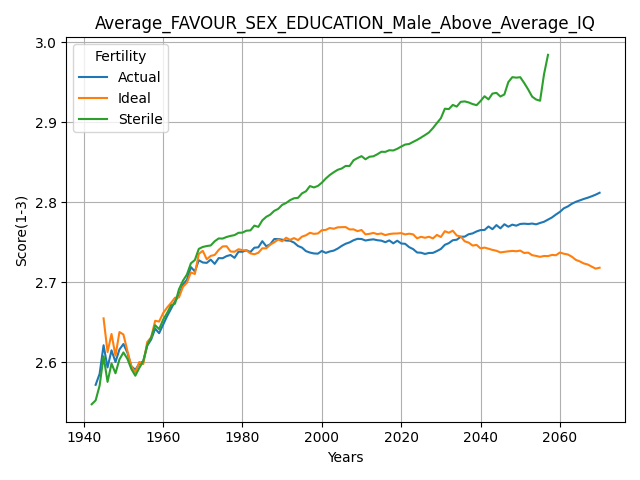 Average_FAVOUR_SEX_EDUCATION_Male_Above_Average_IQ
Fertility
Actual
Ideal
Sterile
Score(1-3)
3.0
2.9
2.8
2.7
2.6
1940 1960 1980 2000 2020 2040 2060
Years